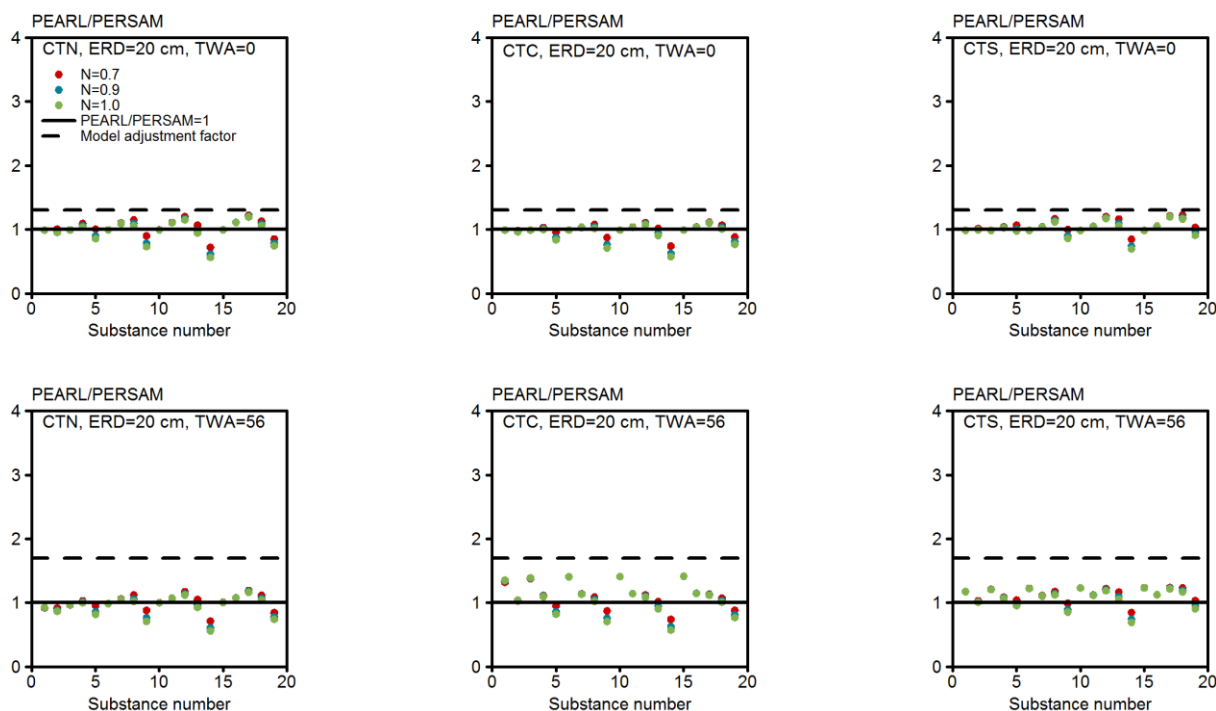 PEARL/PERSAM
4
CTN, ERD=20 cm, TWA=0
N=0.7
N=0.9
3
N=1.0
PEARL/PERSAM=1
Model adjustment factor
2
1
0
0 5 10 15 20
Substance number
PEARL/PERSAM
4
CTC, ERD=20 cm, TWA=0
3
2
1
0
0 5 10 15 20
Substance number
PEARL/PERSAM
4
CTS, ERD=20 cm, TWA=0
3
2
1
0
0 5 10 15 20
Substance number
PEARL/PERSAM
4
CTN, ERD=20 cm, TWA=56
3
2
1
0
0 5 10 15 20
Substance number
PEARL/PERSAM
4
CTC, ERD=20 cm, TWA=56
3
2
1
0
0 5 10 15 20
Substance number
PEARL/PERSAM
4
CTS, ERD=20 cm, TWA=56
3
2
1
0
0 5 10 15 20
Substance number